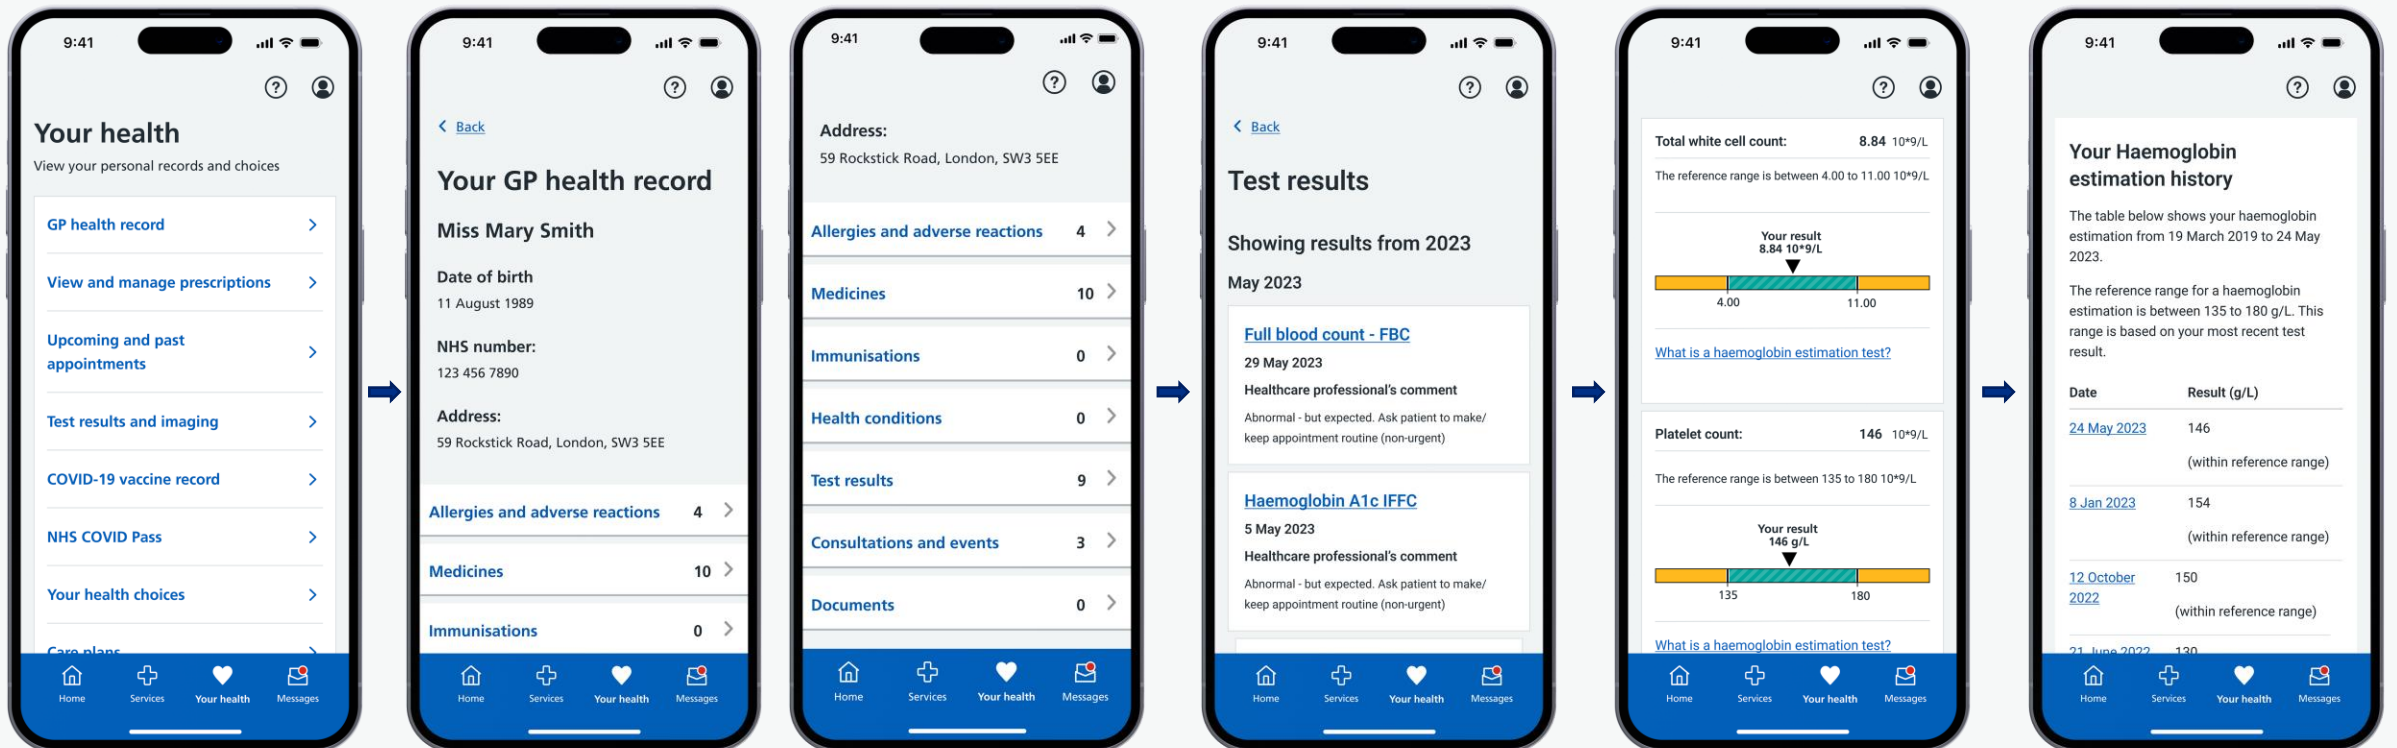 9:41
Your health
View your personal records and choices
GP health record
View and manage prescriptions
Upcoming and past
appointments
Test results and imaging
COVID-19 vaccine record
NHS COVID Pass
Your health choices
Care plans
Home Services Your health Messages
9:41
Back
Your GP health record
Miss Mary Smith
Date of birth
11 August 1989
NHS number:
123 456 7890
Address:
59 Rockstick Road, London, SW3 5EE
Allergies and adverse reactions 4
Medicines 10
Immunisations 0
Home Services Your health Messages
9:41
Address:
59 Rockstick Road, London, SW3 5EE
Allergies and adverse reactions 4
Medicines 10
Immunisations 0
Health conditions 0
Test results 9
Consultations and events 3
Documents 0
Home Services Your health Messages
9:41
Back
Test results
Showing results from 2023
May 2023
Full blood count - FBC
29 May 2023
Healthcare professional's comment
Abnormal - but expected. Ask patient to make/
keep appointment routine (non-urgent)
Haemoglobin A1c IFFC
5 May 2023
Healthcare professional's comment
Abnormal - but expected. Ask patient to make/
keep appointment routine (non-urgent)
Home Services Your health Messages
9:41
Total white cell count: 8.84 10*9/L
The reference range is between 4.00 to 11.00 10*9/L
Your result
8.84 10*9/L
4.00 11.00
What is a haemoglobin estimation test?
Platelet count: 146 10*9/L
The reference range is between 135 to 180 10*9/L
Your result
146 g/L
135 180
What is a haemoglobin estimation test?
Home Services Your health Messages
9:41
Your Haemoglobin
estimation history
The table below shows your haemoglobin
estimation from 19 March 2019 to 24 May
2023.
The reference range for a haemoglobin
estimation is between 135 to 180 g/L. This
range is based on your most recent test
result.
Date Result (g/L)
24 May 2023 146
(within reference range)
8 Jan 2023 154
(within reference range)
12 October 150
2022
(within reference range)
21 June 2022 130
Home Services Your health Messages